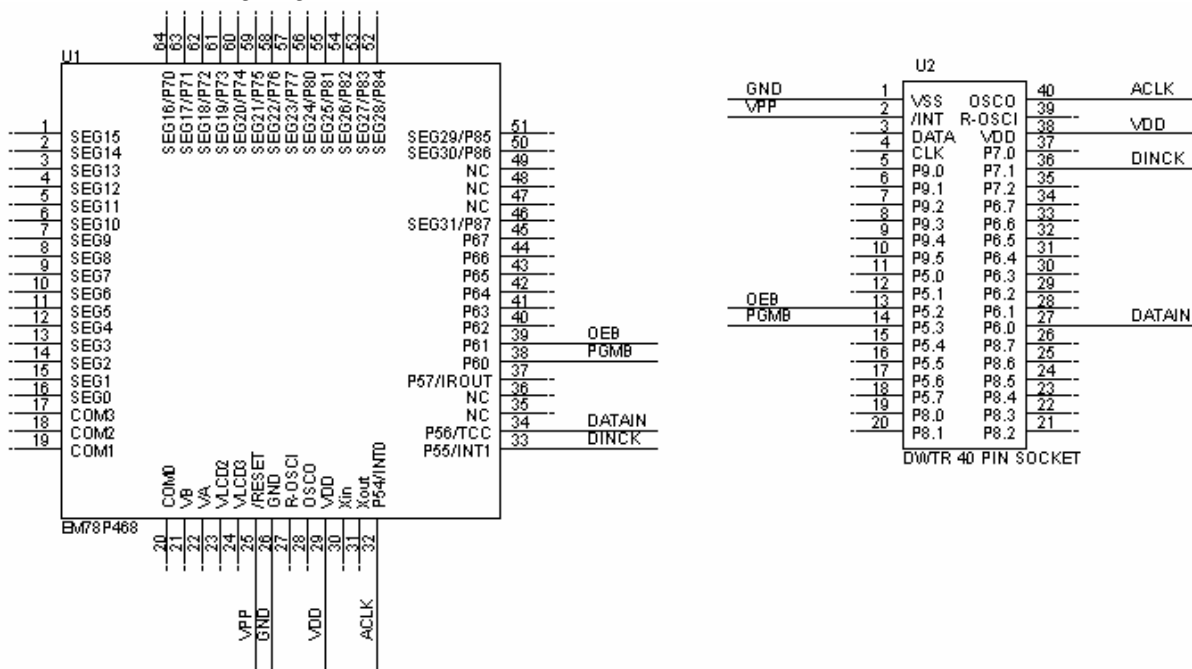 U1
64 63 62 61 60 59 58 57 56 55 54 53 52
SEG16/P70
SEG17/P71
SEG18/P72
SEG19/P73
SEG20/P74
SEG21/P75
SEG22/P76
SEG23/P77
SEG24/P80
SEG25/P81
SEG26/P82
SEG27/P83
SEG28/P84
1 SEG15
2 SEG14
3 SEG13
4 SEG12
5 SEG11
6 SEG10
7 SEG9
8 SEG8
9 SEG7
10 SEG6
11 SEG5
12 SEG4
13 SEG3
14 SEG2
15 SEG1
16 SEG0
17 COM3
18 COM2
19 COM1
SEG29/P85 51
SEG30/P86 50
NC 49
NC 48
NC 47
SEG31/P87 46
P67 45
P66 44
P65 43
P64 42
P63 41
P62 40
P61 39 OEB
P60 38 PGMB
P57/IROUT 37
NC 36
NC 35
P56/TCC 34 DATAIN
P55/INT1 33 DINCK
COM0
VB
VA
VLCD2
VLCD3
/RESET
GND
R-OSCI
OSCO
VDD
Xin
Xout
P54/INT0
EM78P468
20 21 22 23 24 25 26 27 28 29 30 31 32
VPP
GND
VDD
ACLK
U2
GND 1 VSS
VPP 2 /INT
3 DATA
4 CLK
5 P9.0
6 P9.1
7 P9.2
8 P9.3
9 P9.4
10 P9.5
11 P5.0
12 P5.1
OEB 13 P5.2
PGMB 14 P5.3
15 P5.4
16 P5.5
17 P5.6
18 P5.7
19 P8.0
20 P8.1
OSCO 40 ACLK
R-OSCI 39
VDD 38 VDD
P7.0 37
P7.1 36 DINCK
P7.2 35
P6.7 34
P6.6 33
P6.5 32
P6.4 31
P6.3 30
P6.2 29
P6.1 28
P6.0 27 DATAIN
P8.7 26
P8.6 25
P8.5 24
P8.4 23
P8.3 22
P8.2 21
DWTR 40 PIN SOCKET